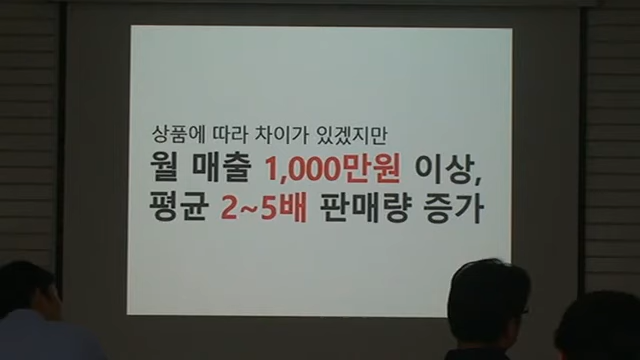 상품에 따라 차이가 있겠지만
월 매출 1,000만원 이상,
평균 2~5배 판매량 증가